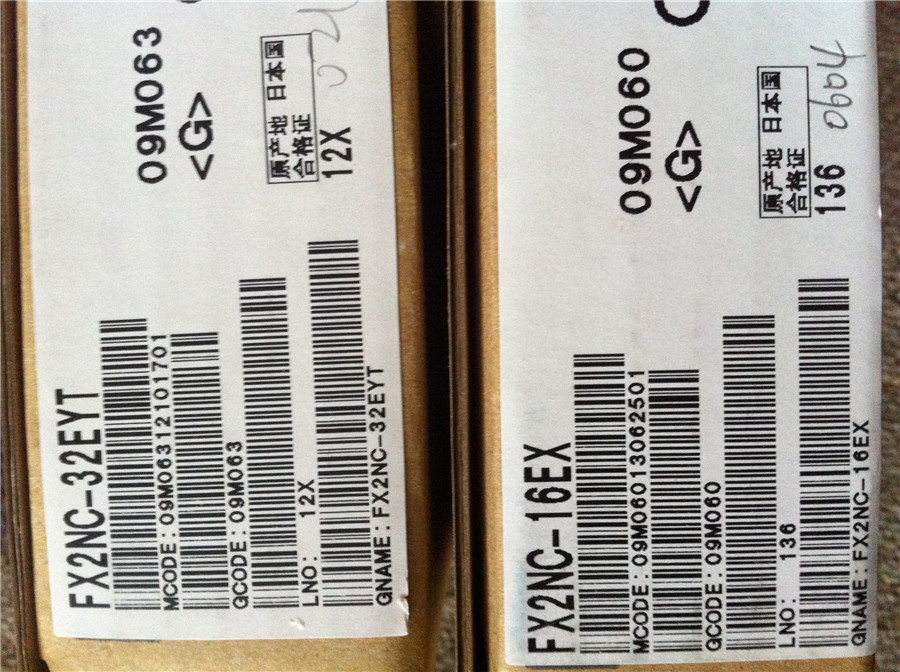 FX2NC-32EYT
09M063
<G>
MCODE:09M06312101701
QCODE:09M063
原产地 日本国
合格证
LNO: 12X
12X
QNAME:FX2NC-32EYT
FX2NC-16EX
09M060
<G>
MCODE:09M06013062501
QCODE:09M060
原产地 日本国
合格证
0604
LNO: 136
136
QNAME:FX2NC-16EX